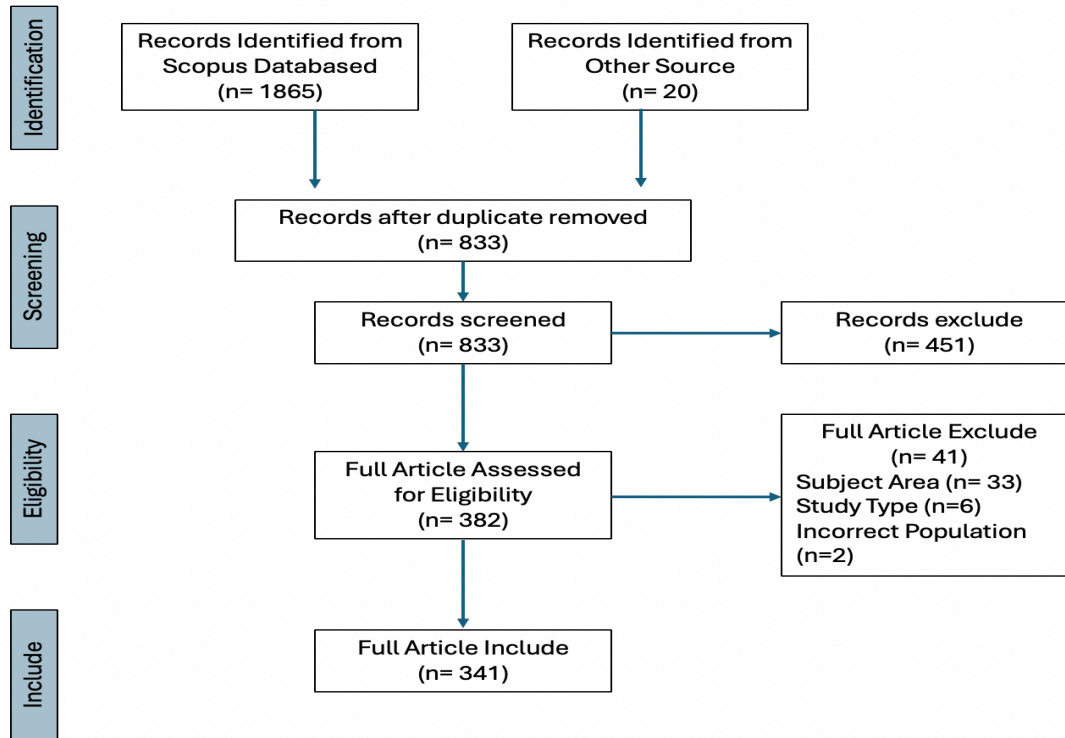 Identification
Records Identified from
Scopus Databased
(n= 1865)
Records Identified from
Other Source
(n= 20)
Screening
Records after duplicate removed
(n= 833)
Records screened
(n= 833)
Records exclude
(n= 451)
Eligibility
Full Article Assessed
for Eligibility
(n= 382)
Full Article Exclude
(n= 41)
Subject Area (n= 33)
Study Type (n=6)
Incorrect Population
(n=2)
Include
Full Article Include
(n= 341)